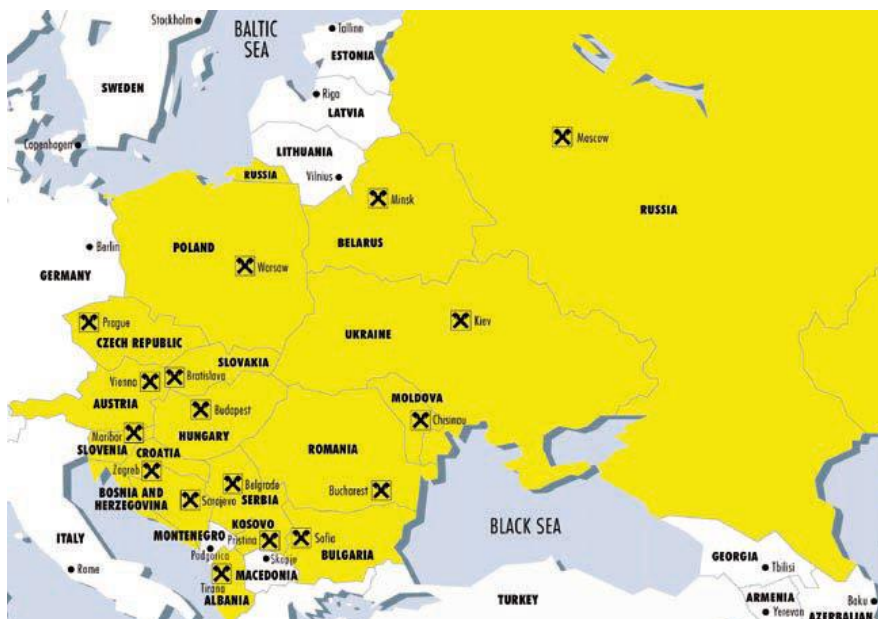 Stockholm
BALTIC
SEA
Tallinn
ESTONIA
SWEDEN
Riga
LATVIA
Copenhagen
LITHUANIA
Vilnius
RUSSIA
Moscow
Minsk
RUSSIA
BELARUS
Berlin
POLAND
Warsaw
GERMANY
Prague
CZECH REPUBLIC
UKRAINE
Kiev
SLOVAKIA
Vienna
Bratislava
AUSTRIA
Budapest
HUNGARY
MOLDOVA
Chisinau
Maribor
SLOVENIA
CROATIA
ROMANIA
Zagreb
BOSNIA AND
HERZEGOVINA
Sarajevo
Belgrade
SERBIA
Bucharest
BLACK SEA
ITALY
Rome
MONTENEGRO
Podgorica
KOSOVO
Pristina
Sofia
BULGARIA
Skopje
MACEDONIA
Tirana
ALBANIA
TURKEY
GEORGIA
Tbilisi
ARMENIA
Yerevan
Baku
AZERBAIJAN